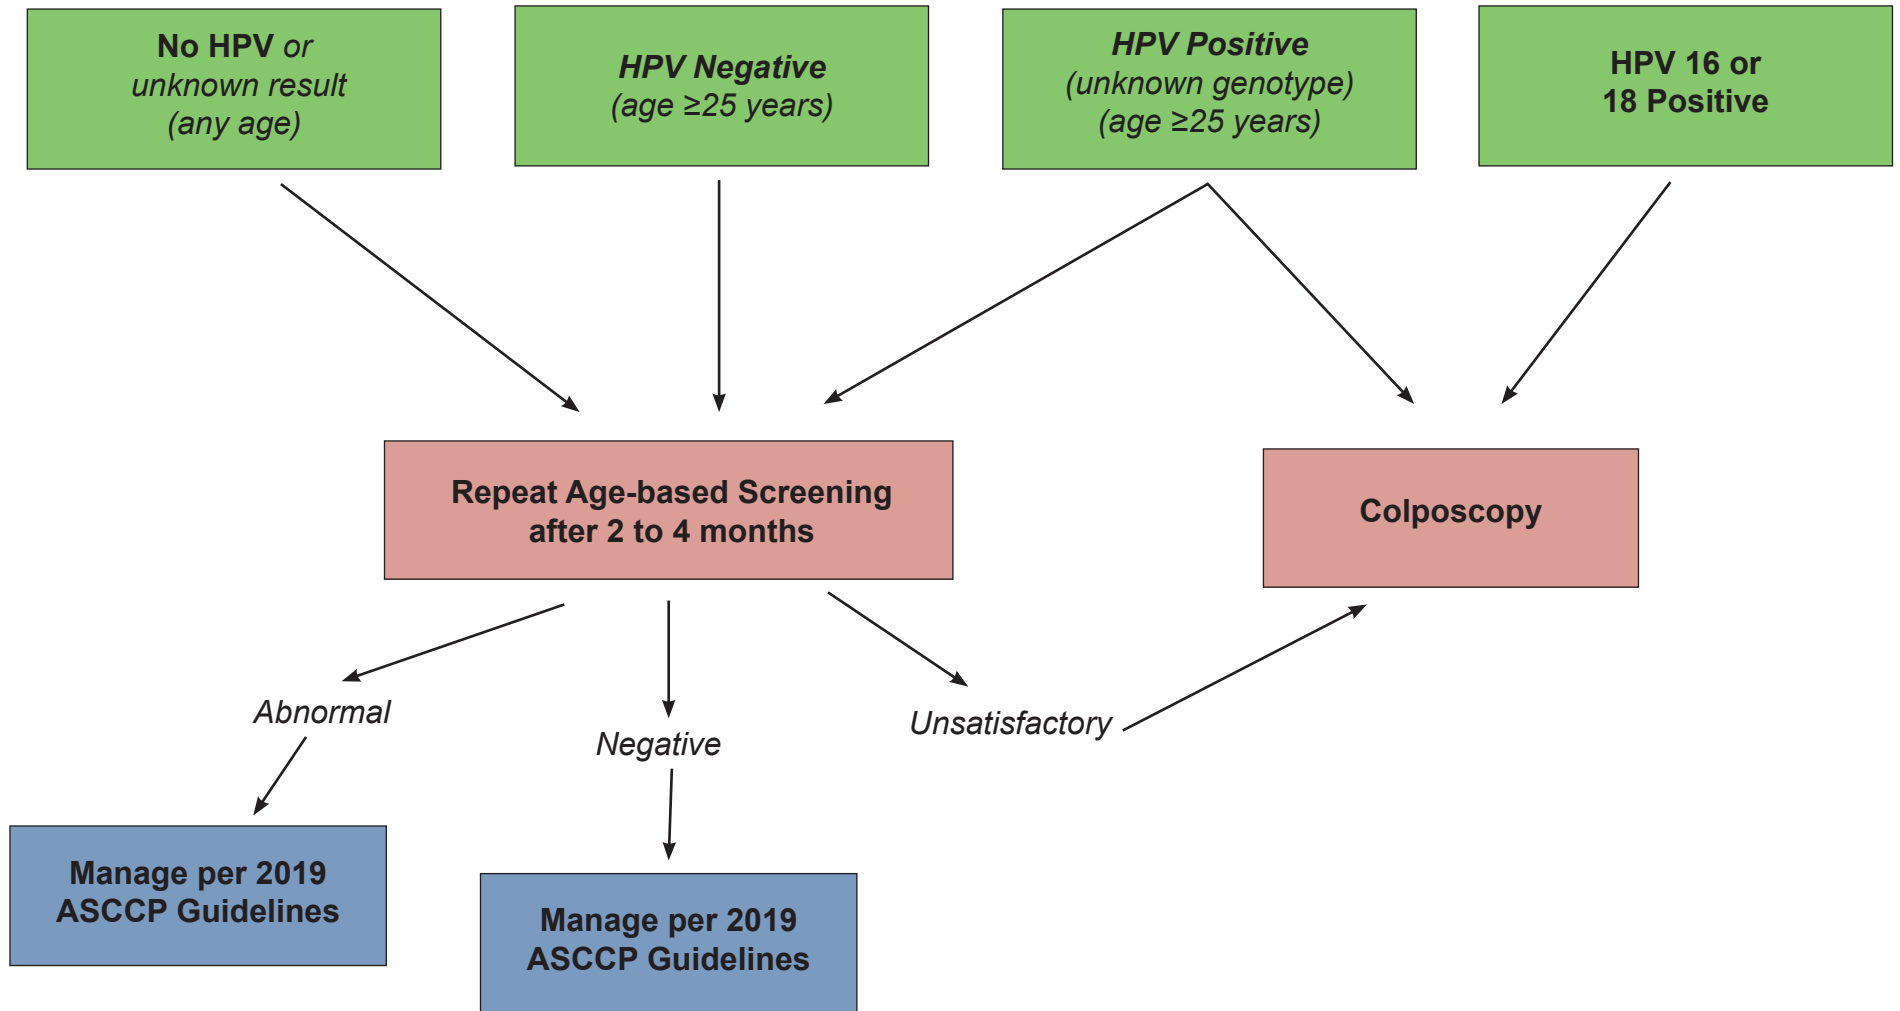 No HPV or
unknown result
(any age)
HPV Negative
(age ≥25 years)
HPV Positive
(unknown genotype)
(age ≥25 years)
HPV 16 or
18 Positive
Repeat Age-based Screening
after 2 to 4 months
Colposcopy
Abnormal
Negative
Unsatisfactory
Manage per 2019
ASCCP Guidelines
Manage per 2019
ASCCP Guidelines